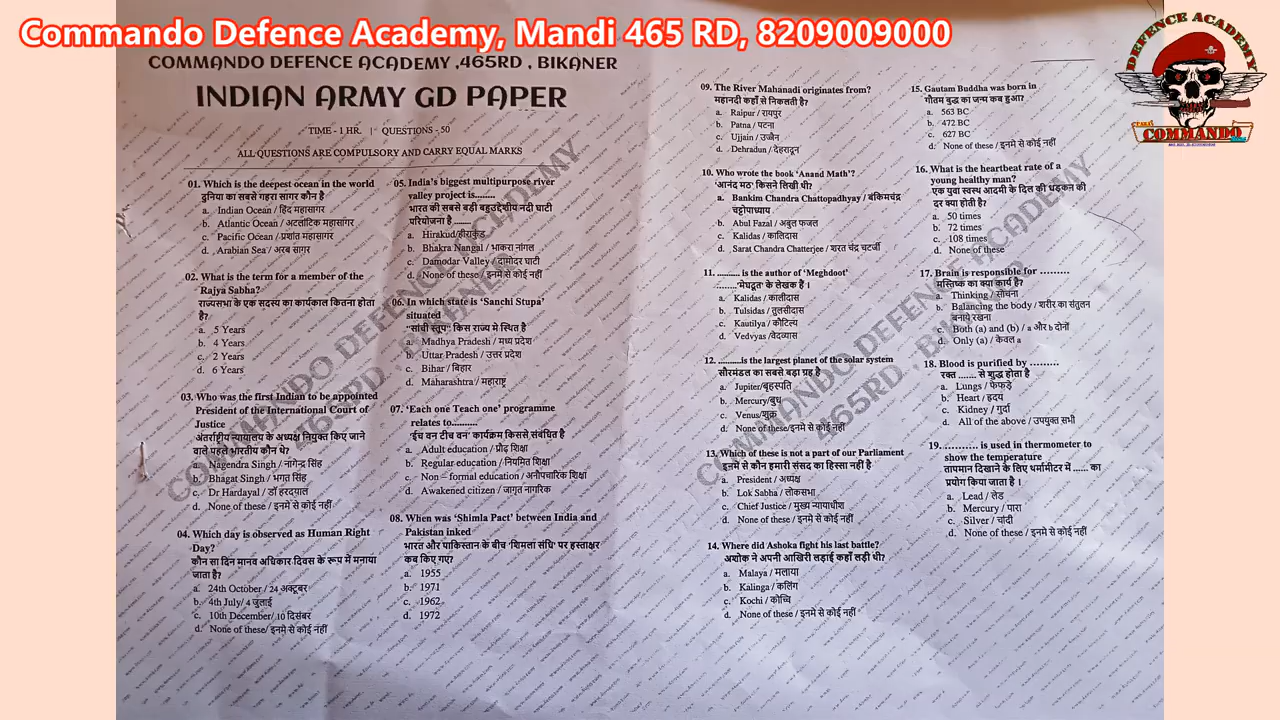 Commando Defence Academy, Mandi 465 RD, 8209009000
COMMANDO DEFENCE ACADEMY ,465RD , BIKANER
INDIAN ARMY GD PAPER
TIME - 1 HR. | QUESTIONS - 50
ALL QUESTIONS ARE COMPULSORY AND CARRY EQUAL MARKS
01. Which is the deepest ocean in the world
दुनिया का सबसे गहरा सागर कौन है
a. Indian Ocean / हिंद महासागर
b. Atlantic Ocean / अटलांटिक महासागर
c. Pacific Ocean / प्रशांत महासागर
d. Arabian Sea / अरब सागर
02. What is the term for a member of the
Rajya Sabha?
राज्यसभा के एक सदस्य का कार्यकाल कितना होता
है?
a. 5 Years
b. 4 Years
c. 2 Years
d. 6 Years
03. Who was the first Indian to be appointed
President of the International Court of
Justice
अंतर्राष्ट्रीय न्यायालय के अध्यक्ष नियुक्त किए जाने
वाले पहले भारतीय कौन थे?
a. Nagendra Singh / नागेन्द्र सिंह
b. Bhagat Singh / भगत सिंह
c. Dr Hardayal / डॉ हरदयाल
d. None of these / इनमें से कोई नहीं
04. Which day is observed as Human Right
Day?
कौन सा दिन मानव अधिकार दिवस के रूप में मनाया
जाता है?
a. 24th October / 24 अक्टूबर
b. 4th July/ 4 जुलाई
c. 10th December/ 10 दिसंबर
d. None of these/ इनमें से कोई नहीं
05. India's biggest multipurpose river
valley project is........
भारत की सबसे बड़ी बहुउद्देशीय नदी घाटी
परियोजना है ........
a. Hirakud/हीराकुंड
b. Bhakra Nangal / भाकरा नांगल
c. Damodar Valley / दामोदर घाटी
d. None of these / इनमें से कोई नहीं
06. In which state is 'Sanchi Stupa'
situated
"सांची स्तूप" किस राज्य मे स्थित है
a. Madhya Pradesh / मध्य प्रदेश
b. Uttar Pradesh / उत्तर प्रदेश
c. Bihar / बिहार
d. Maharashtra / महाराष्ट्र
07. 'Each one Teach one' programme
relates to..........
'ईच वन टीच वन' कार्यक्रम किससे संबंधित है
a. Adult education / प्रौढ़ शिक्षा
b. Regular education / नियमित शिक्षा
c. Non – formal education / अनौपचारिक शिक्षा
d. Awakened citizen / जागृत नागरिक
08. When was 'Shimla Pact' between India and
Pakistan inked
भारत और पाकिस्तान के बीच 'शिमला संधि' पर हस्ताक्षर
कब किए गए?
a. 1955
b. 1971
c. 1962
d. 1972
09. The River Mahanadi originates from?
महानदी कहाँ से निकलती है?
a. Raipur / रायपुर
b. Patna / पटना
c. Ujjain / उज्जैन
d. Dehradun / देहरादून
10. Who wrote the book 'Anand Math'?
'आनंद मठ' किसने लिखी थी?
a. Bankim Chandra Chattopadhyay / बंकिमचंद्र
चट्टोपाध्याय
b. Abul Fazal / अबुल फजल
c. Kalidas / कालिदास
d. Sarat Chandra Chatterjee / शरत चंद्र चटर्जी
11. .......... is the author of 'Meghdoot'
........'मेघदूत' के लेखक है ।
a. Kalidas / कालीदास
b. Tulsidas / तुलसीदास
c. Kautilya / कौटिल्य
d. Vedvyas / वेदव्यास
12. ..........is the largest planet of the solar system
सौरमंडल का सबसे बड़ा ग्रह है
a. Jupiter/बृहस्पति
b. Mercury/बुध
c. Venus/शुक्र
d. None of these/इनमें से कोई नहीं
13. Which of these is not a part of our Parliament
इनमें से कौन हमारी संसद का हिस्सा नहीं है
a. President / अध्यक्ष
b. Lok Sabha / लोकसभा
c. Chief Justice / मुख्य न्यायाधीश
d. None of these / इनमें से कोई नहीं
14. Where did Ashoka fight his last battle?
अशोक ने अपनी आखिरी लड़ाई कहाँ लड़ी थी?
a. Malaya / मलाया
b. Kalinga / कलिंग
c. Kochi / कोच्चि
d. None of these / इनमें से कोई नहीं
15. Gautam Buddha was born in
गौतम बुद्ध का जन्म कब हुआ?
a. 563 BC
b. 472 BC
c. 627 BC
d. None of these / इनमें से कोई नहीं
16. What is the heartbeat rate of a
young healthy man?
एक युवा स्वस्थ आदमी के दिल की धड़कन की
दर क्या होती है?
a. 50 times
b. 72 times
c. 108 times
d. None of these
17. Brain is responsible for .........
मस्तिष्क का क्या कार्य है?
a. Thinking / सोचना
b. Balancing the body / शरीर का संतुलन
बनाये रखना
c. Both (a) and (b) / a और b दोनों
d. Only (a) / केवल a
18. Blood is purified by .........
रक्त ....... से शुद्ध होता है
a. Lungs / फेफड़े
b. Heart / हृदय
c. Kidney / गुर्दा
d. All of the above / उपयुक्त सभी
19. ........... is used in thermometer to
show the temperature
तापमान दिखाने के लिए थर्मामीटर में ...... का
प्रयोग किया जाता है ।
a. Lead / लेड
b. Mercury / पारा
c. Silver / चांदी
d. None of these / इनमें से कोई नहीं
COMMANDO DEFENCE ACADEMY
465RD , BIKANER
COMMANDO DEFENCE ACADEMY
465RD , BIKANER
DEFENCE ACADEMY
COMMANDO